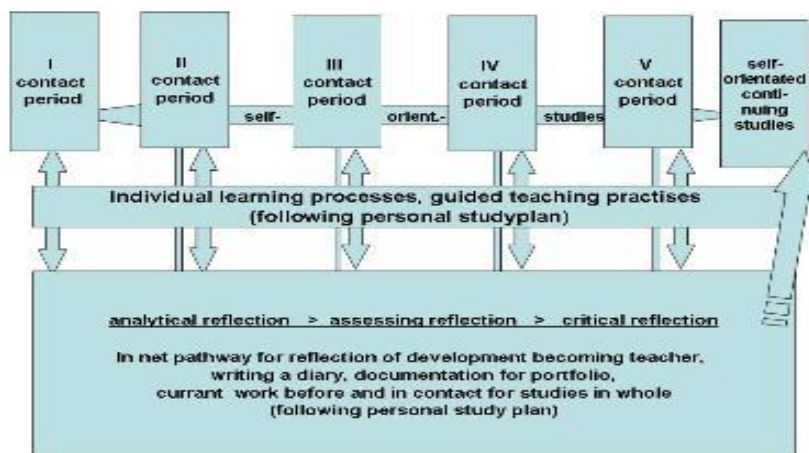 I
contact
period
II
contact
period
III
contact
period
IV
contact
period
V
contact
period
self-
orientated
conti-
nuing
studies
self- orient.- studies
Individual learning processes, guided teaching practises
(following personal studyplan)
analytical reflection > assessing reflection > critical reflection
In net pathway for reflection of development becoming teacher,
writing a diary, documentation for portfolio,
currant work before and in contact for studies in whole
(following personal study plan)